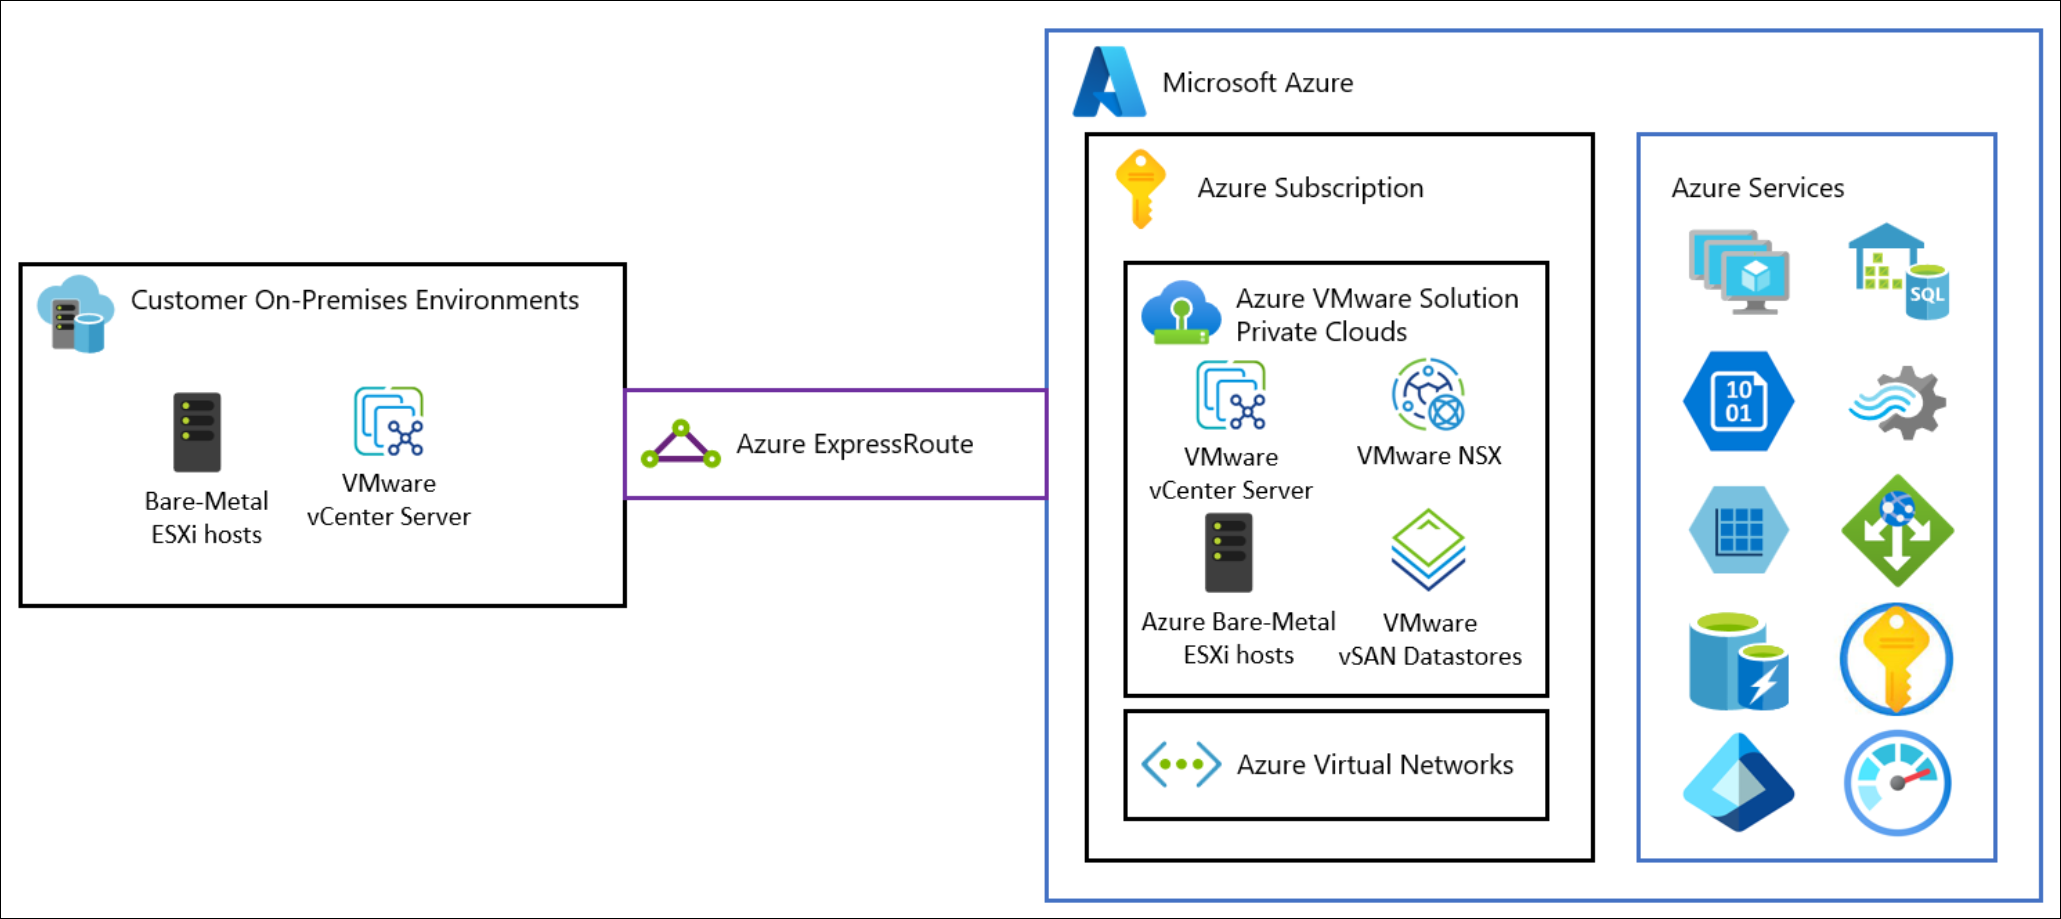 Microsoft Azure
Azure Subscription
Azure Services
Customer On-Premises Environments
Bare-Metal
ESXi hosts
VMware
vCenter Server
Azure ExpressRoute
Azure VMware Solution
Private Clouds
VMware
vCenter Server
VMware NSX
Azure Bare-Metal
ESXi hosts
VMware
vSAN Datastores
Azure Virtual Networks
SQL
10
01